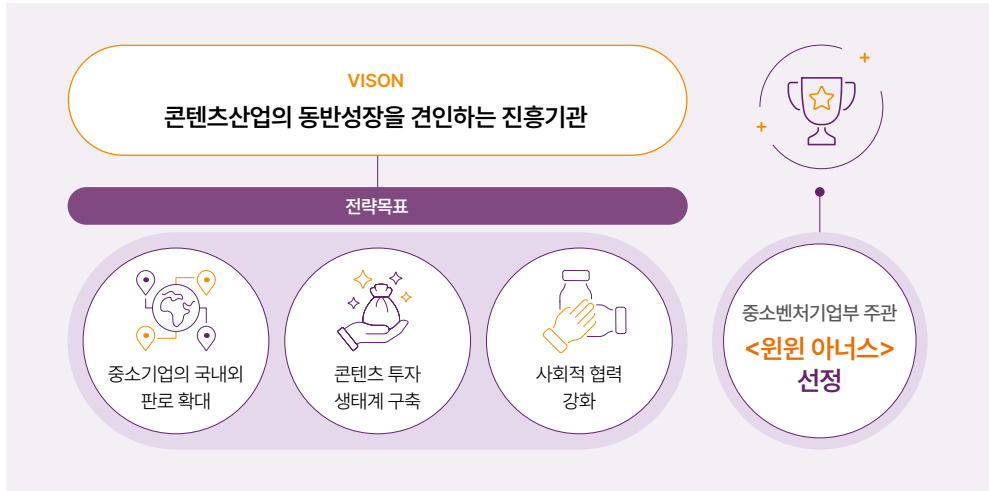 VISON
콘텐츠산업의 동반성장을 견인하는 진흥기관
전략목표
중소기업의 국내외
판로 확대
콘텐츠 투자
생태계 구축
사회적 협력
강화
중소벤처기업부 주관
<윈윈 아너스>
선정